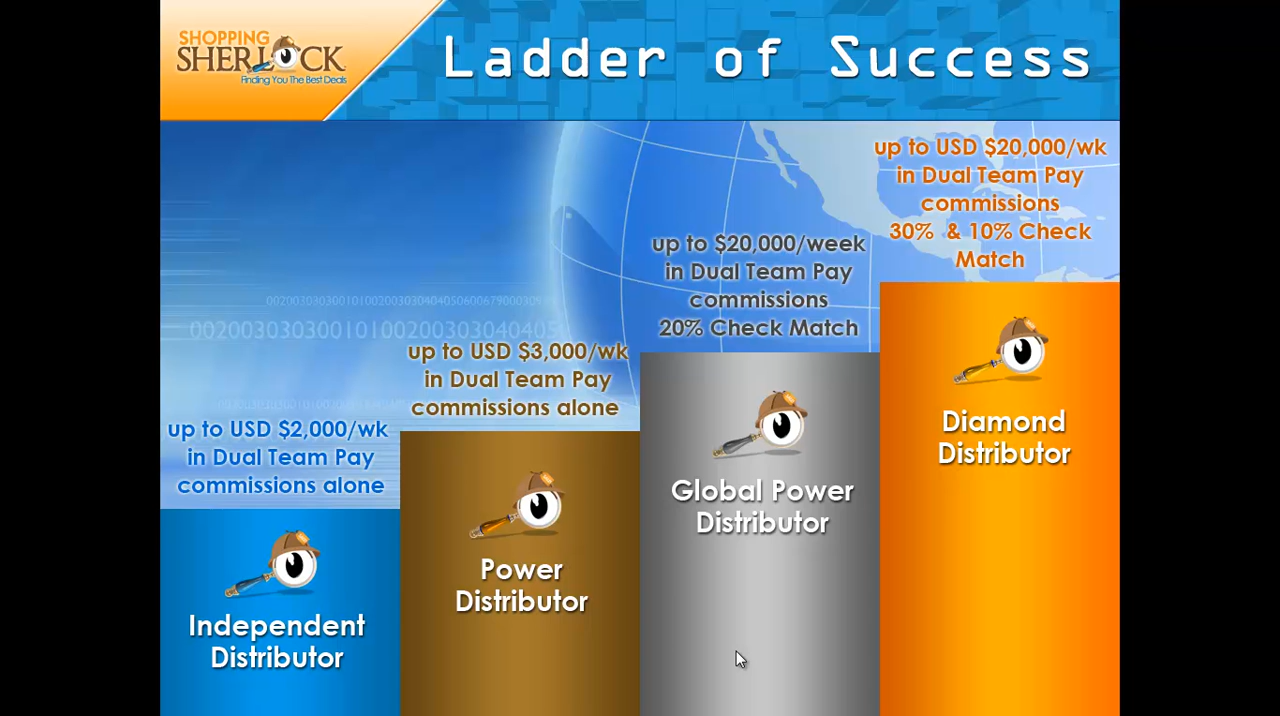 SHOPPING
SHERLOCK
Finding You The Best Deals
Ladder of Success
up to USD $20,000/wk
in Dual Team Pay
commissions
30% & 10% Check
Match
up to $20,000/week
in Dual Team Pay
commissions
20% Check Match
up to USD $3,000/wk
in Dual Team Pay
commissions alone
up to USD $2,000/wk
in Dual Team Pay
commissions alone
Diamond
Distributor
Global Power
Distributor
Power
Distributor
Independent
Distributor